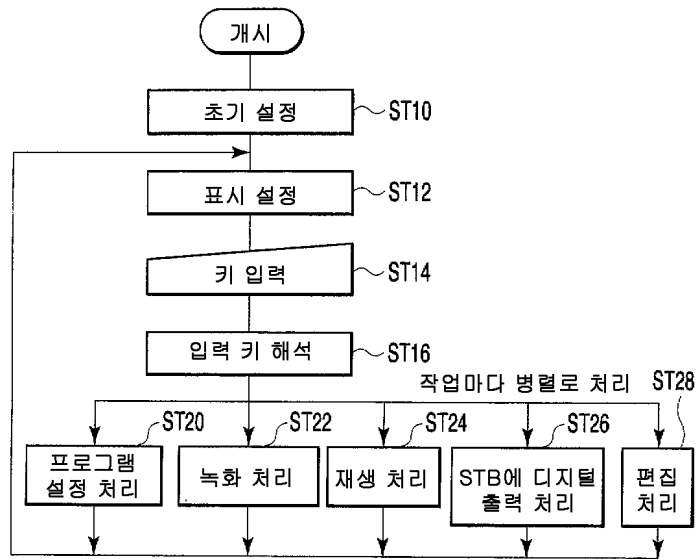 개시
초기 설정
ST10
표시 설정
ST12
키 입력
ST14
입력 키 해석
ST16
작업마다 병렬로 처리
ST28
ST20
ST22
ST24
ST26
프로그램
설정 처리
녹화 처리
재생 처리
STB에 디지털
출력 처리
편집
처리